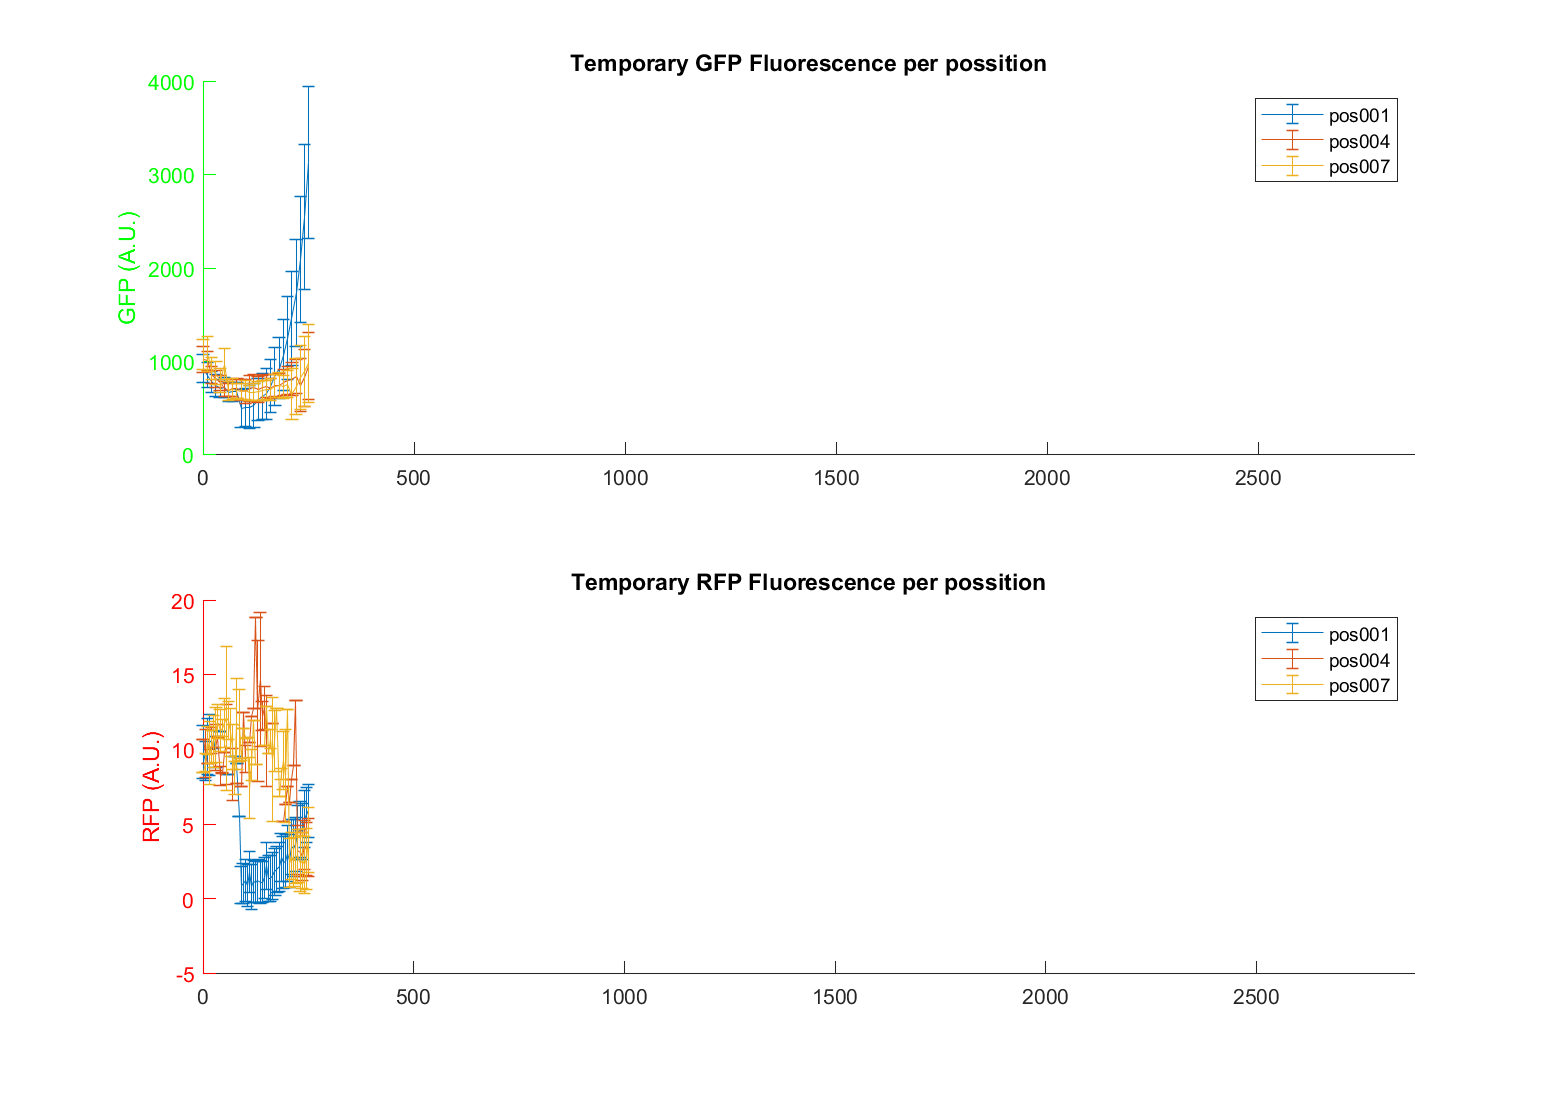 Temporary GFP Fluorescence per possition
4000
3000
2000
1000
0
GFP (A.U.)
pos001
pos004
pos007
0 500 1000 1500 2000 2500
Temporary RFP Fluorescence per possition
20
15
10
5
0
-5
RFP (A.U.)
pos001
pos004
pos007
0 500 1000 1500 2000 2500